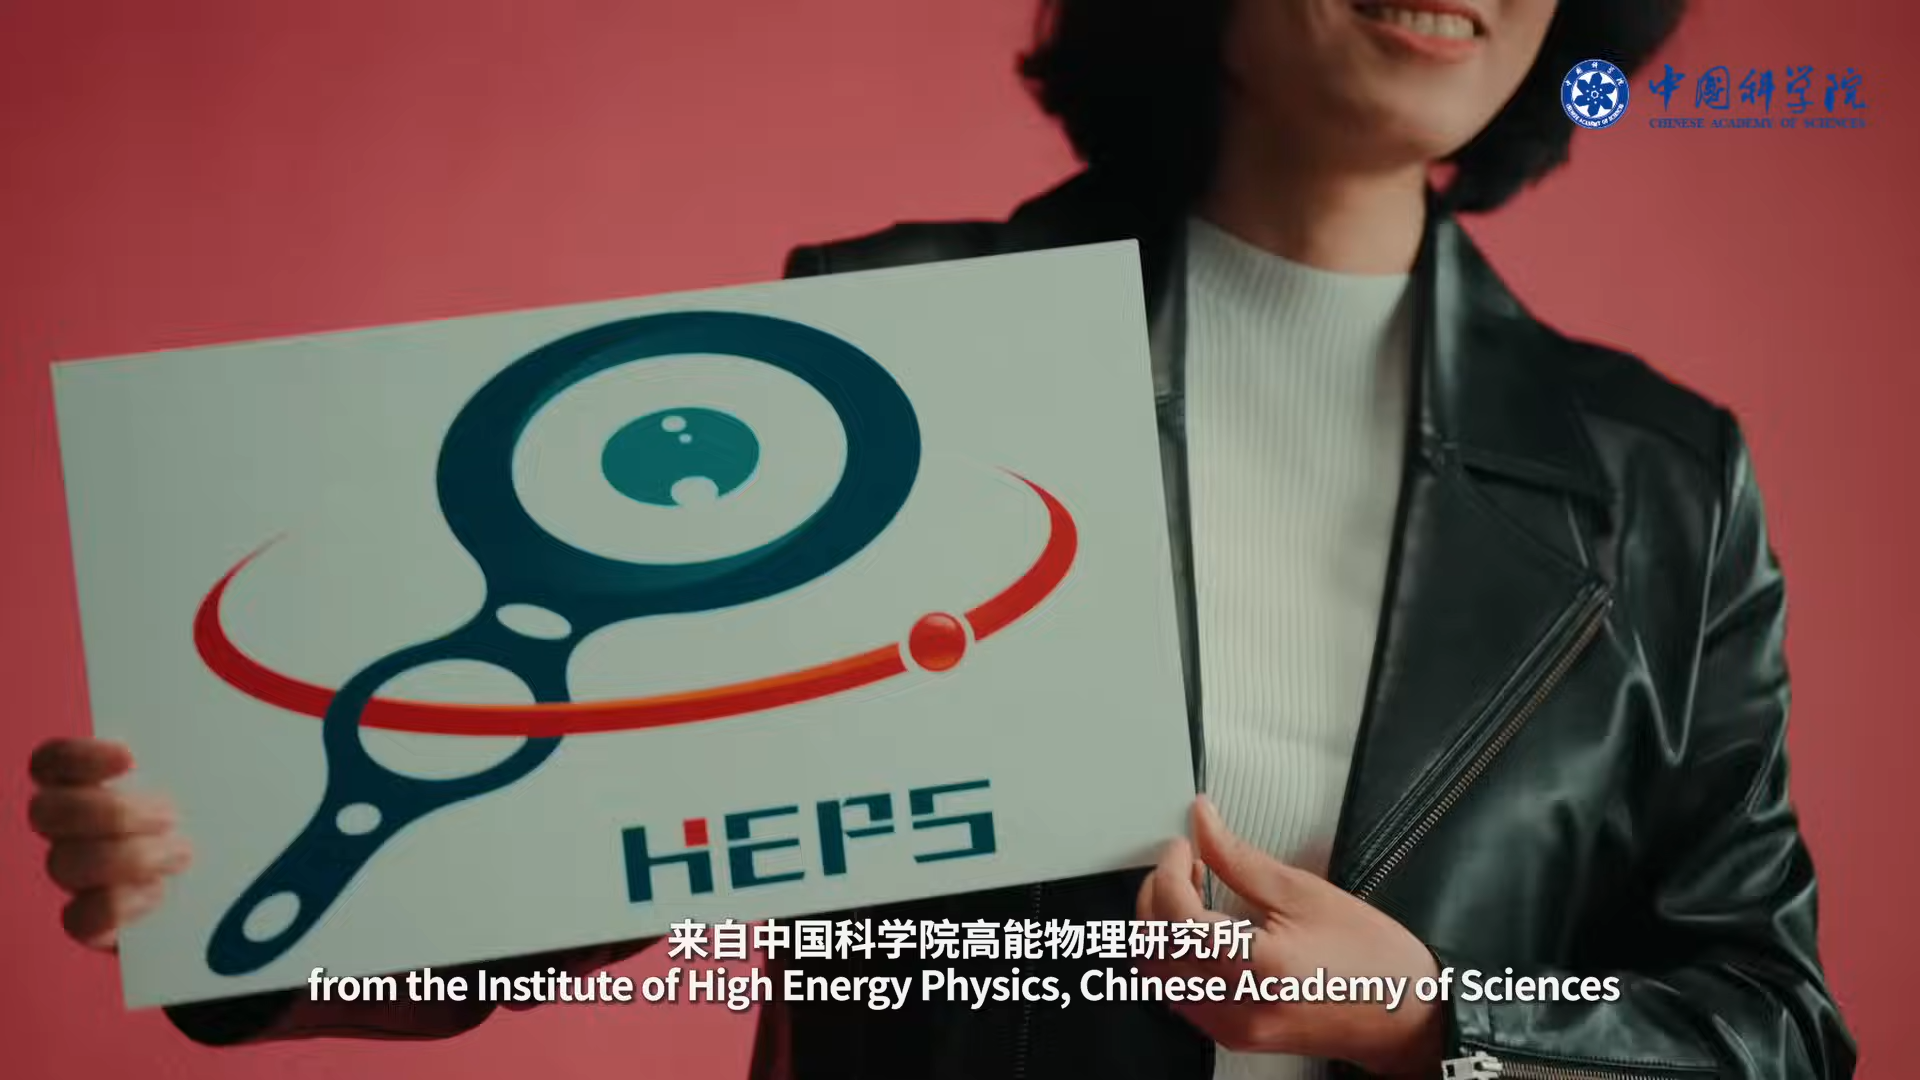 中国科学院
CHINESE ACADEMY OF SCIENCES
HEPS
来自中国科学院高能物理研究所
from the Institute of High Energy Physics, Chinese Academy of Sciences